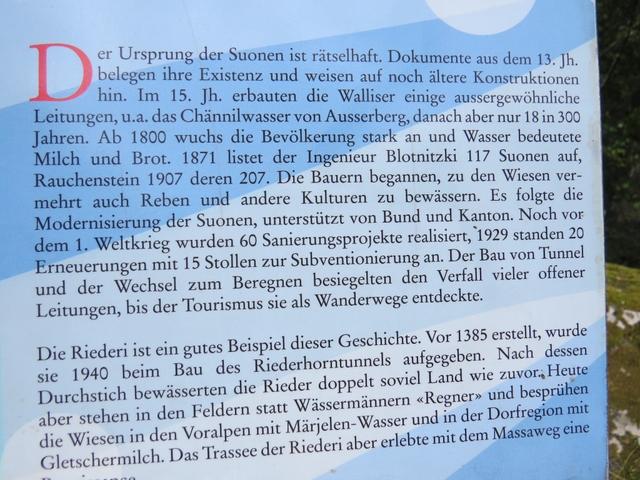 Der Ursprung der Suonen ist rätselhaft. Dokumente aus dem 13. Jh.
belegen ihre Existenz und weisen auf noch ältere Konstruktionen
hin. Im 15. Jh. erbauten die Walliser einige aussergewöhnliche
Leitungen, u.a. das Chännilwasser von Ausserberg, danach aber nur 18 in 300
Jahren. Ab 1800 wuchs die Bevölkerung stark an und Wasser bedeutete
Milch und Brot. 1871 listet der Ingenieur Blotnitzki 117 Suonen auf,
Rauchenstein 1907 deren 207. Die Bauern begannen, zu den Wiesen ver-
mehrt auch Reben und andere Kulturen zu bewässern. Es folgte die
Modernisierung der Suonen, unterstützt von Bund und Kanton. Noch vor
dem 1. Weltkrieg wurden 60 Sanierungsprojekte realisiert, 1929 standen 20
Erneuerungen mit 15 Stollen zur Subventionierung an. Der Bau von Tunnel
und der Wechsel zum Beregnen besiegelten den Verfall vieler offener
Leitungen, bis der Tourismus sie als Wanderwege entdeckte.
Die Riederi ist ein gutes Beispiel dieser Geschichte. Vor 1385 erstellt, wurde
sie 1940 beim Bau des Riederhorntunnels aufgegeben. Nach dessen
Durchstich bewässerten die Rieder doppelt soviel Land wie zuvor. Heute
aber stehen in den Feldern statt Wässermännern «Regner» und besprühen
die Wiesen in den Voralpen mit Märjelen-Wasser und in der Dorfregion mit
Gletschermilch. Das Trassee der Riederi aber erlebte mit dem Massaweg eine